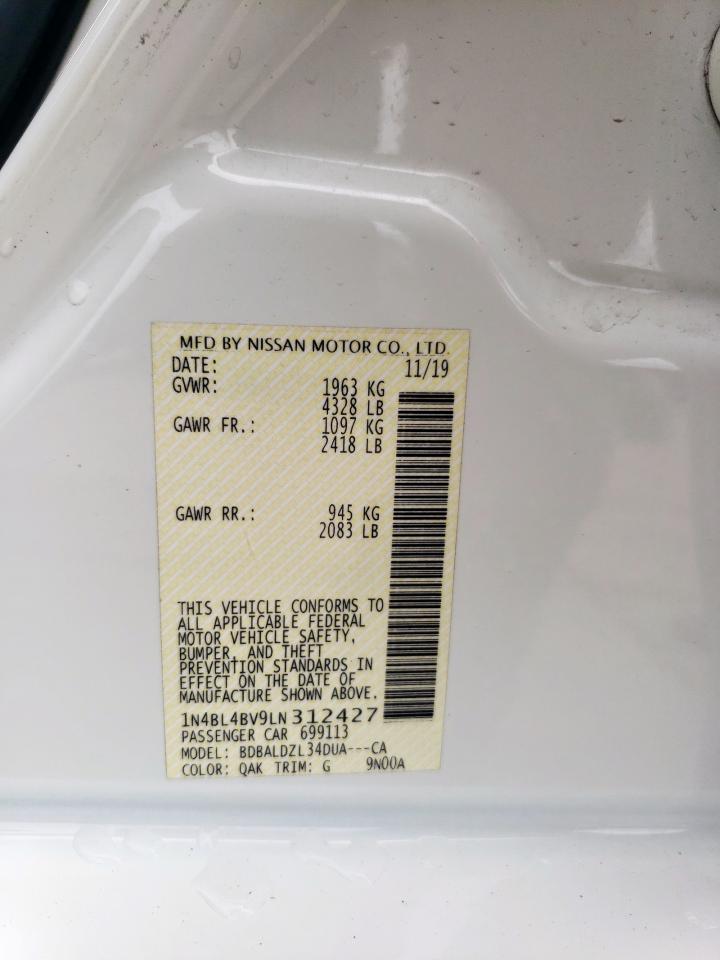 MFD BY NISSAN MOTOR CO., LTD.
DATE: 11/19
GVWR: 1963 KG
4328 LB
GAWR FR.: 1097 KG
2418 LB
GAWR RR.: 945 KG
2083 LB
THIS VEHICLE CONFORMS TO
ALL APPLICABLE FEDERAL
MOTOR VEHICLE SAFETY,
BUMPER, AND THEFT
PREVENTION STANDARDS IN
EFFECT ON THE DATE OF
MANUFACTURE SHOWN ABOVE.
1N4BL4BV9LN312427
PASSENGER CAR 699113
MODEL: BDBALDZL34DUA---CA
COLOR: QAK TRIM: G 9N00A